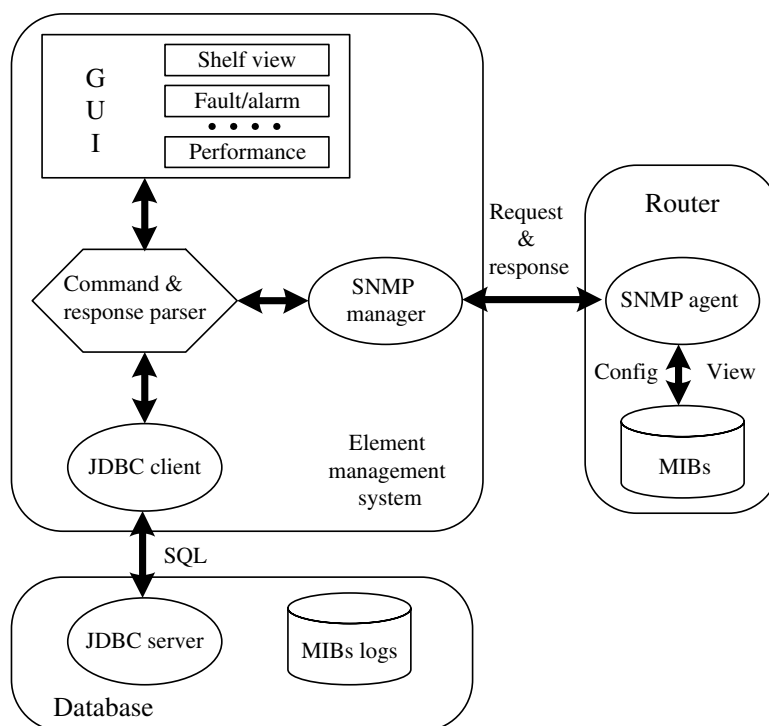 G
U
I
Shelf view
Fault/alarm
• • • •
Performance
Command &
response parser
SNMP
manager
Request
&
response
Router
SNMP agent
Config
View
MIBs
JDBC client
Element
management
system
SQL
JDBC server
MIBs logs
Database